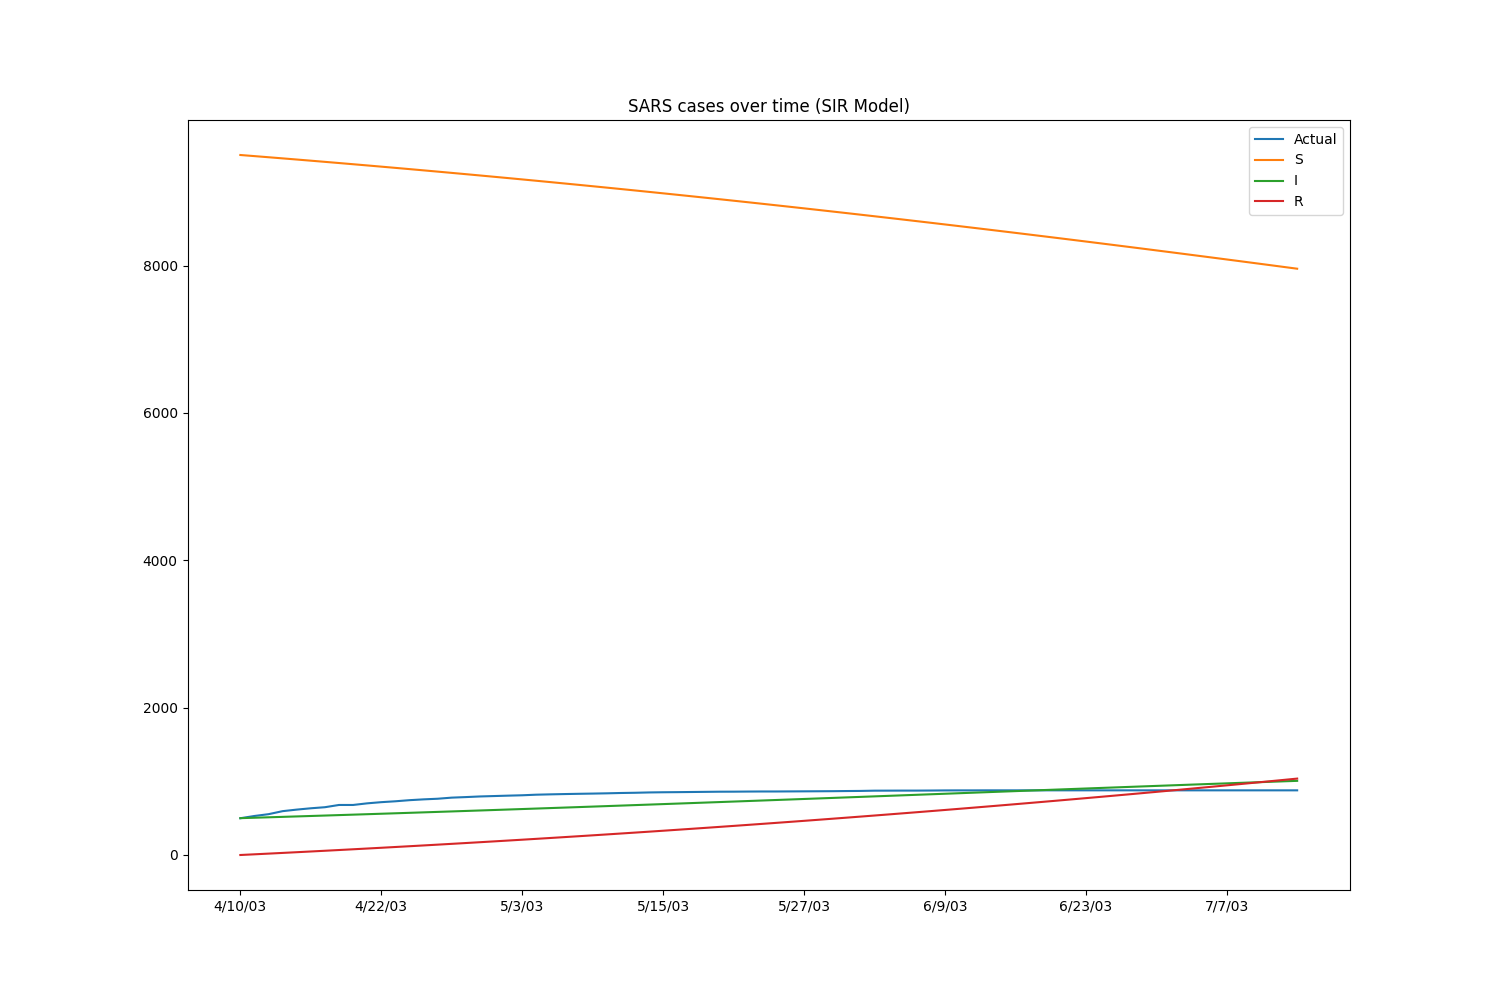 SARS cases over time (SIR Model)
Actual
S
I
R
8000
6000
4000
2000
0
4/10/03
4/22/03
5/3/03
5/15/03
5/27/03
6/9/03
6/23/03
7/7/03